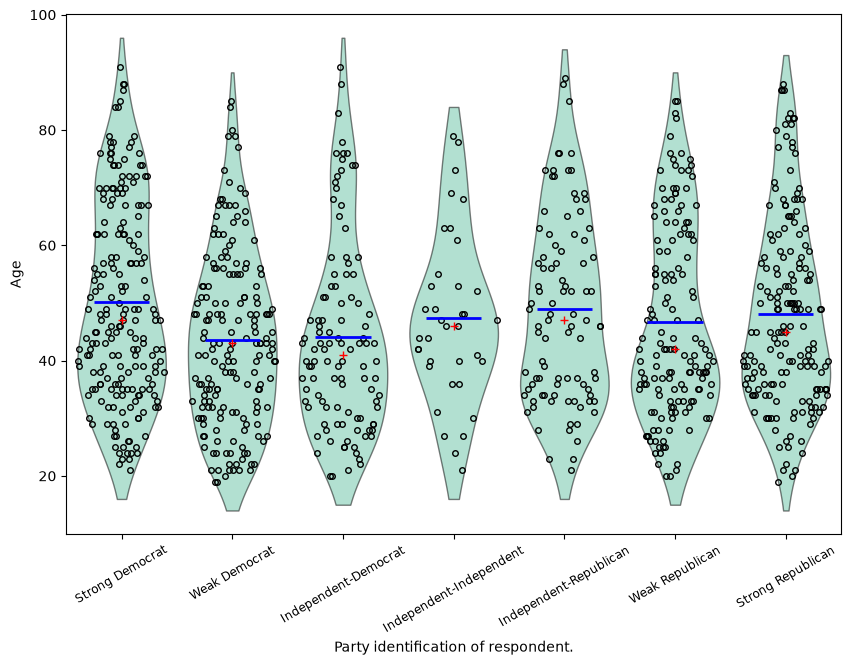 100
80
60
40
20
Age
Strong Democrat
Weak Democrat
Independent-Democrat
Independent-Independent
Independent-Republican
Weak Republican
Strong Republican
Party identification of respondent.